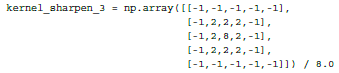 kernel_sharpen_3 = np.array([[-1,-1,-1,-1,-1],
[-1,2,2,2,-1],
[-1,2,8,2,-1],
[-1,2,2,2,-1],
[-1,-1,-1,-1,-1]]) / 8.0